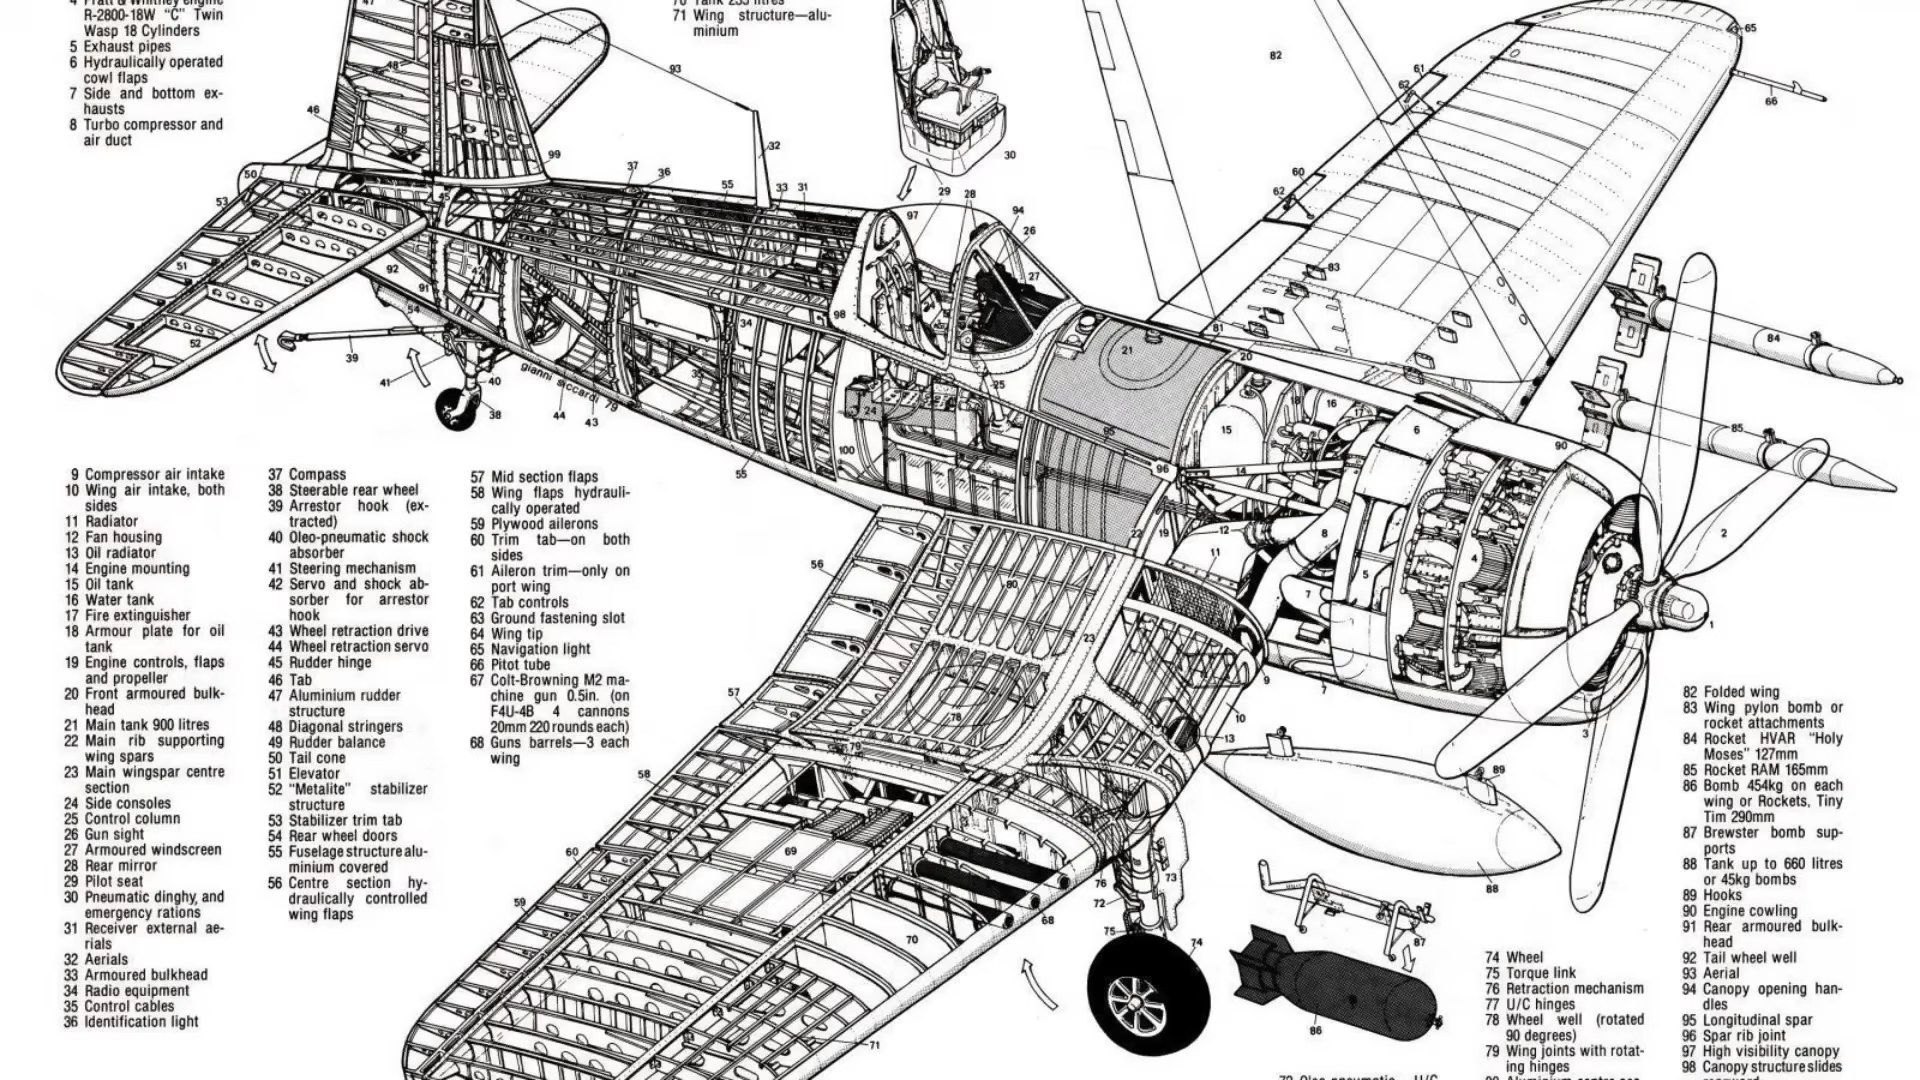 4 Pratt & Whitney engine
R-2800-18W “C” Twin
Wasp 18 Cylinders
5 Exhaust pipes
6 Hydraulically operated
cowl flaps
7 Side and bottom ex-
hausts
8 Turbo compressor and
air duct
70 Tank 235 litres
71 Wing structure—alu-
minium
9 Compressor air intake
10 Wing air intake, both
sides
11 Radiator
12 Fan housing
13 Oil radiator
14 Engine mounting
15 Oil tank
16 Water tank
17 Fire extinguisher
18 Armour plate for oil
tank
19 Engine controls, flaps
and propeller
20 Front armoured bulk-
head
21 Main tank 900 litres
22 Main rib supporting
wing spars
23 Main wingspar centre
section
24 Side consoles
25 Control column
26 Gun sight
27 Armoured windscreen
28 Rear mirror
29 Pilot seat
30 Pneumatic dinghy, and
emergency rations
31 Receiver external ae-
rials
32 Aerials
33 Armoured bulkhead
34 Radio equipment
35 Control cables
36 Identification light
37 Compass
38 Steerable rear wheel
39 Arrestor hook (ex-
tracted)
40 Oleo-pneumatic shock
absorber
41 Steering mechanism
42 Servo and shock ab-
sorber for arrestor
hook
43 Wheel retraction drive
44 Wheel retraction servo
45 Rudder hinge
46 Tab
47 Aluminium rudder
structure
48 Diagonal stringers
49 Rudder balance
50 Tail cone
51 Elevator
52 “Metalite” stabilizer
structure
53 Stabilizer trim tab
54 Rear wheel doors
55 Fuselage structure alu-
minium covered
56 Centre section hy-
draulically controlled
wing flaps
57 Mid section flaps
58 Wing flaps hydrauli-
cally operated
59 Plywood ailerons
60 Trim tab—on both
sides
61 Aileron trim—only on
port wing
62 Tab controls
63 Ground fastening slot
64 Wing tip
65 Navigation light
66 Pitot tube
67 Colt-Browning M2 ma-
chine gun 0.5in. (on
F4U-4B 4 cannons
20mm 220 rounds each)
68 Guns barrels—3 each
wing
gianni siccardi 79
74 Wheel
75 Torque link
76 Retraction mechanism
77 U/C hinges
78 Wheel well (rotated
90 degrees)
79 Wing joints with rotat-
ing hinges
82 Folded wing
83 Wing pylon bomb or
rocket attachments
84 Rocket HVAR “Holy
Moses” 127mm
85 Rocket RAM 165mm
86 Bomb 454kg on each
wing or Rockets, Tiny
Tim 290mm
87 Brewster bomb sup-
ports
88 Tank up to 660 litres
or 45kg bombs
89 Hooks
90 Engine cowling
91 Rear armoured bulk-
head
92 Tail wheel well
93 Aerial
94 Canopy opening han-
dles
95 Longitudinal spar
96 Spar rib joint
97 High visibility canopy
98 Canopy structure slides